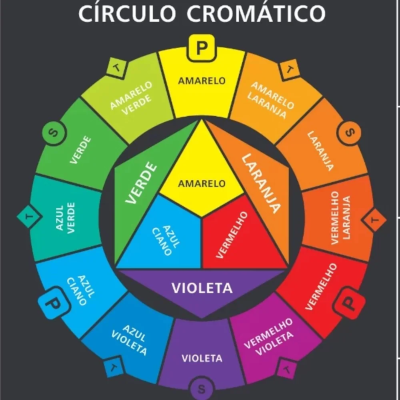 CÍRCULO CROMÁTICO
P
AMARELO
T
AMARELO
LARANJA
S
LARANJA
T
VERMELHO
LARANJA
P
VERMELHO
T
VERMELHO
VIOLETA
S
VIOLETA
T
AZUL
VIOLETA
P
AZUL
CIANO
T
AZUL
VERDE
S
VERDE
T
AMARELO
VERDE
VERDE
LARANJA
VIOLETA
AMARELO
AZUL
CIANO
VERMELHO